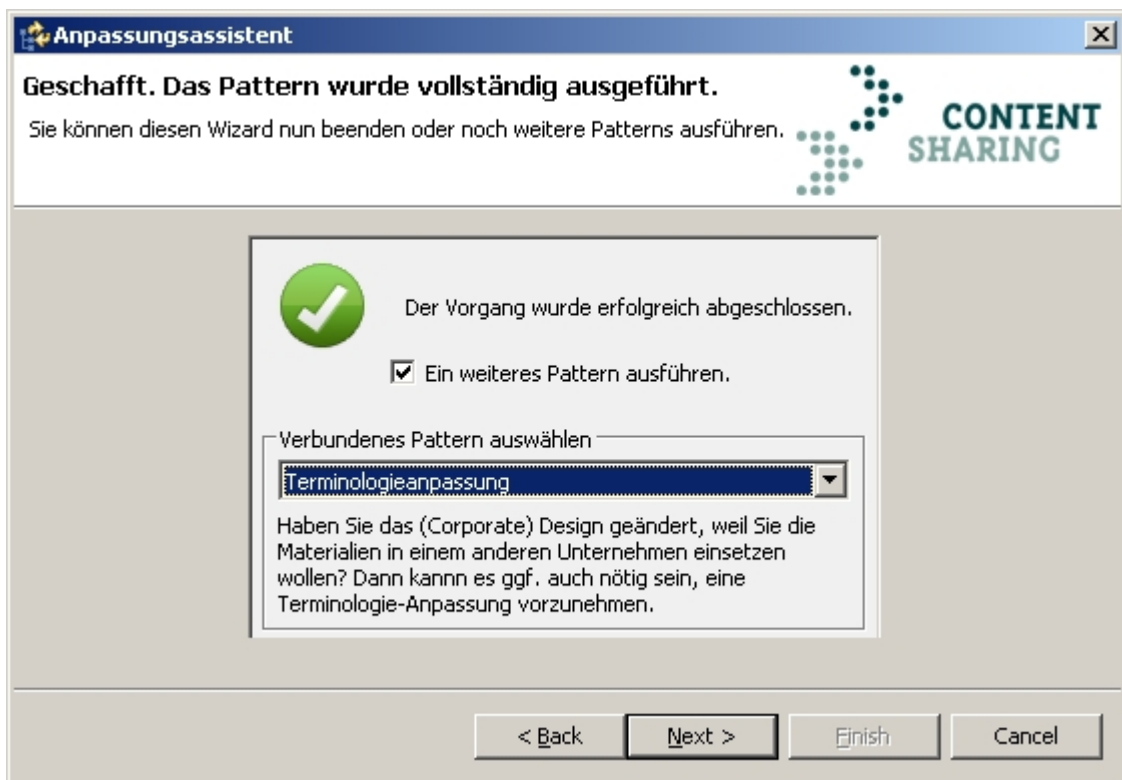 Anpassungsassistent
Geschafft. Das Pattern wurde vollständig ausgeführt.
Sie können diesen Wizard nun beenden oder noch weitere Patterns ausführen.
CONTENT
SHARING
Der Vorgang wurde erfolgreich abgeschlossen.
Ein weiteres Pattern ausführen.
Verbundenes Pattern auswählen
Terminologieanpassung
Haben Sie das (Corporate) Design geändert, weil Sie die
Materialien in einem anderen Unternehmen einsetzen
wollen? Dann kannn es ggf. auch nötig sein, eine
Terminologie-Anpassung vorzunehmen.
< Back Next > Finish Cancel